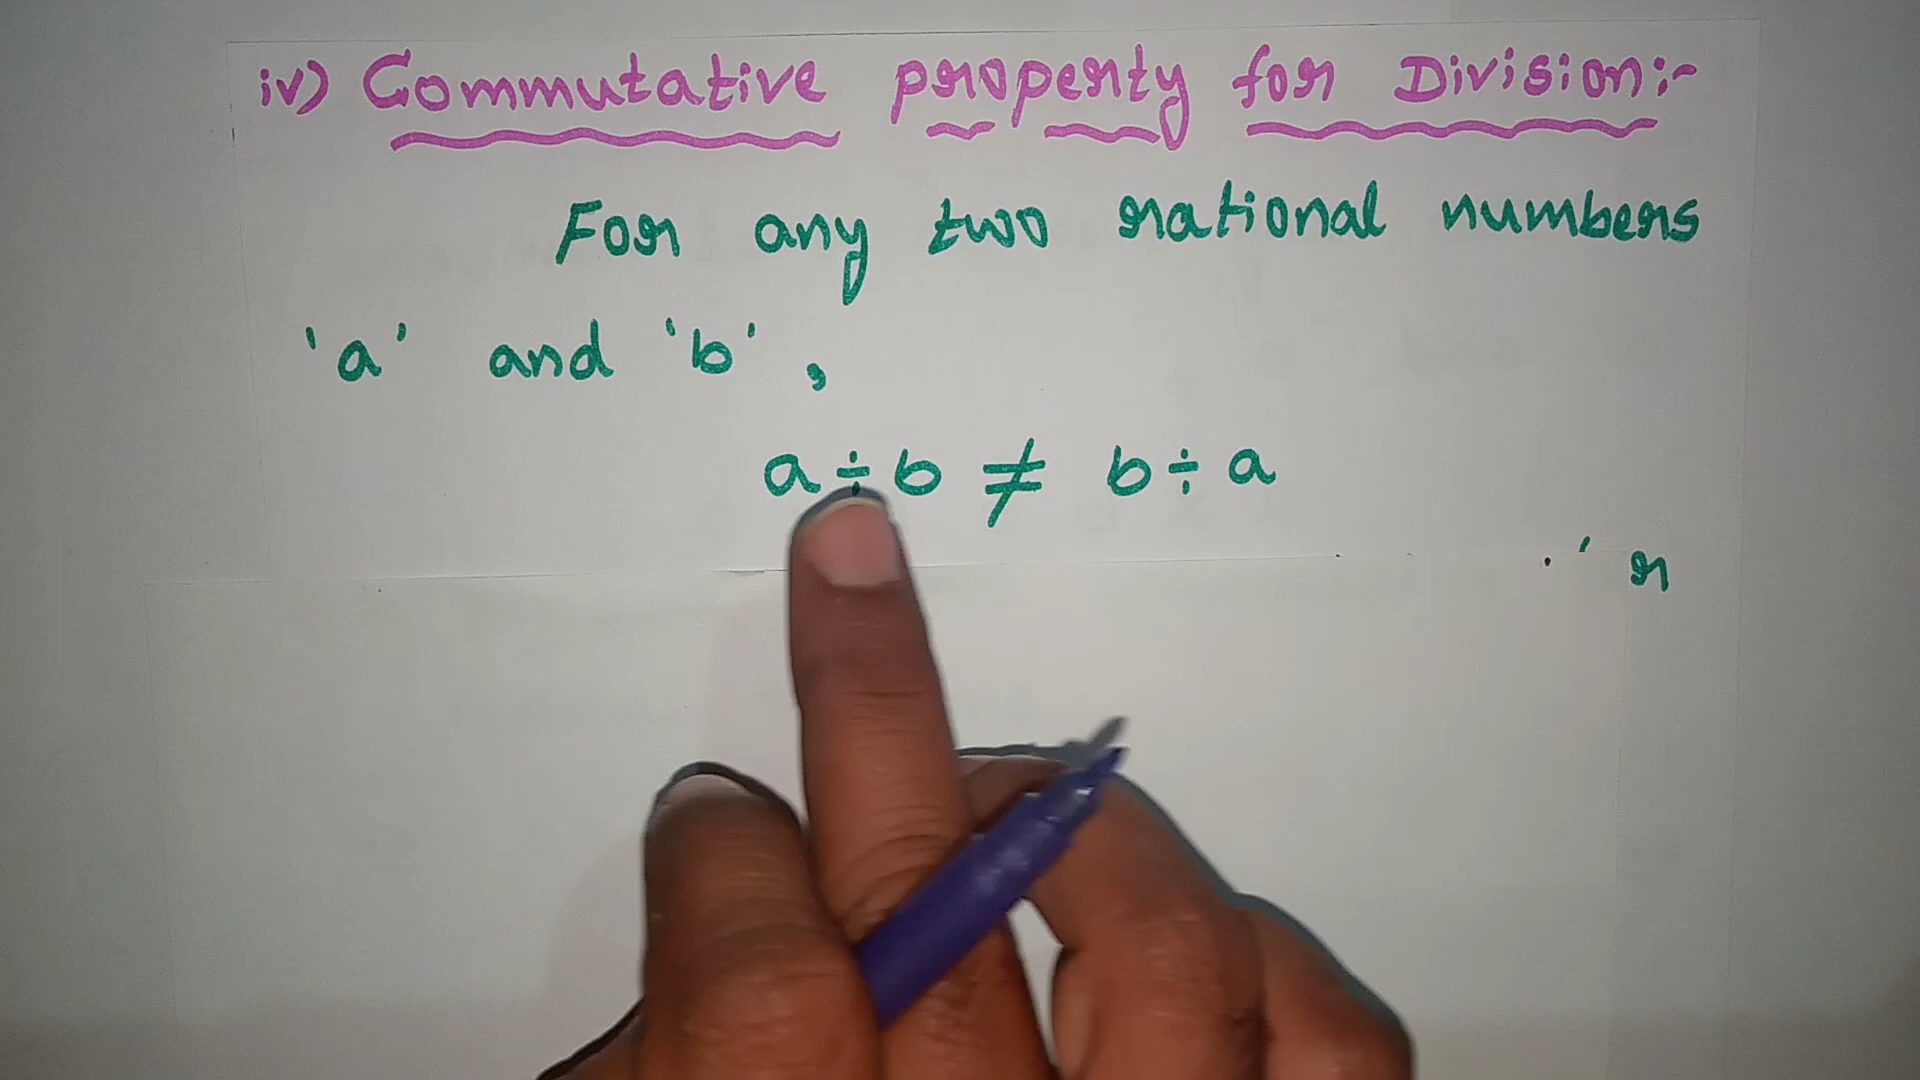 iv) Commutative property for Division:-
For any two rational numbers
'a' and 'b',
a ÷ b ≠ b ÷ a
r